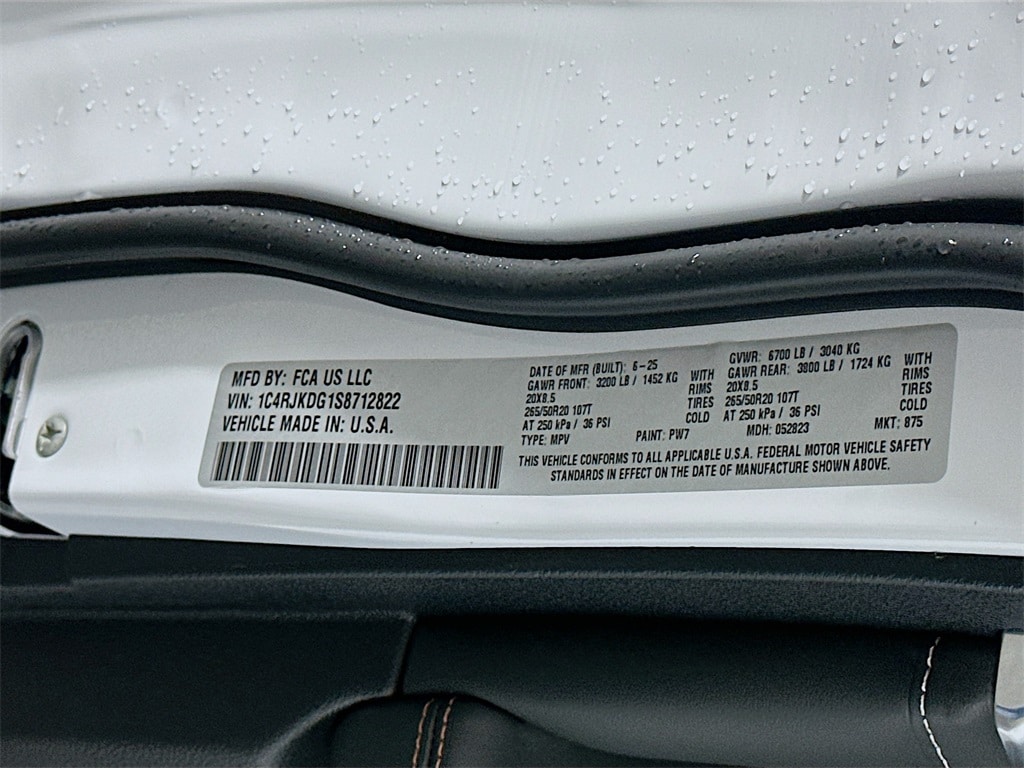 MFD BY: FCA US LLC
VIN: 1C4RJKDG1S8712822
VEHICLE MADE IN: U.S.A.
DATE OF MFR (BUILT): 6-25
GAWR FRONT: 3200 LB / 1452 KG WITH
20X8.5 RIMS
265/50R20 107T TIRES
AT 250 kPa / 36 PSI COLD
TYPE: MPV PAINT: PW7
GVWR: 6700 LB / 3040 KG
GAWR REAR: 3800 LB / 1724 KG WITH
20X8.5 RIMS
265/50R20 107T TIRES
AT 250 kPa / 36 PSI COLD
MDH: 052823 MKT: 875
THIS VEHICLE CONFORMS TO ALL APPLICABLE U.S.A. FEDERAL MOTOR VEHICLE SAFETY
STANDARDS IN EFFECT ON THE DATE OF MANUFACTURE SHOWN ABOVE.